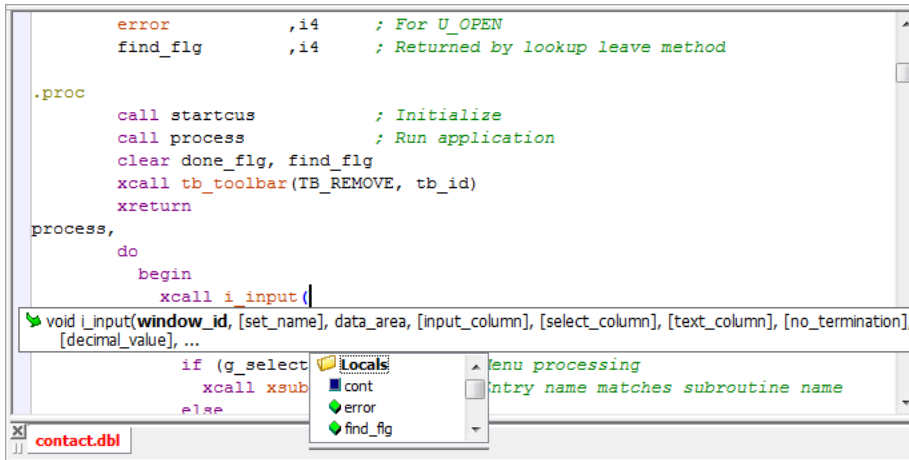 error ,i4 ; For U_OPEN
find_flg ,i4 ; Returned by lookup leave method
.proc
call startcus ; Initialize
call process ; Run application
clear done_flg, find_flg
xcall tb_toolbar(TB_REMOVE, tb_id)
xreturn
process,
do
begin
xcall i_input(
void i_input(window_id, [set_name], data_area, [input_column], [select_column], [text_column], [no_termination],
[decimal_value], ...
if (g_select Locals Menu processing
xcall xsub cont Entry name matches subroutine name
else error
find_flg
contact.dbl